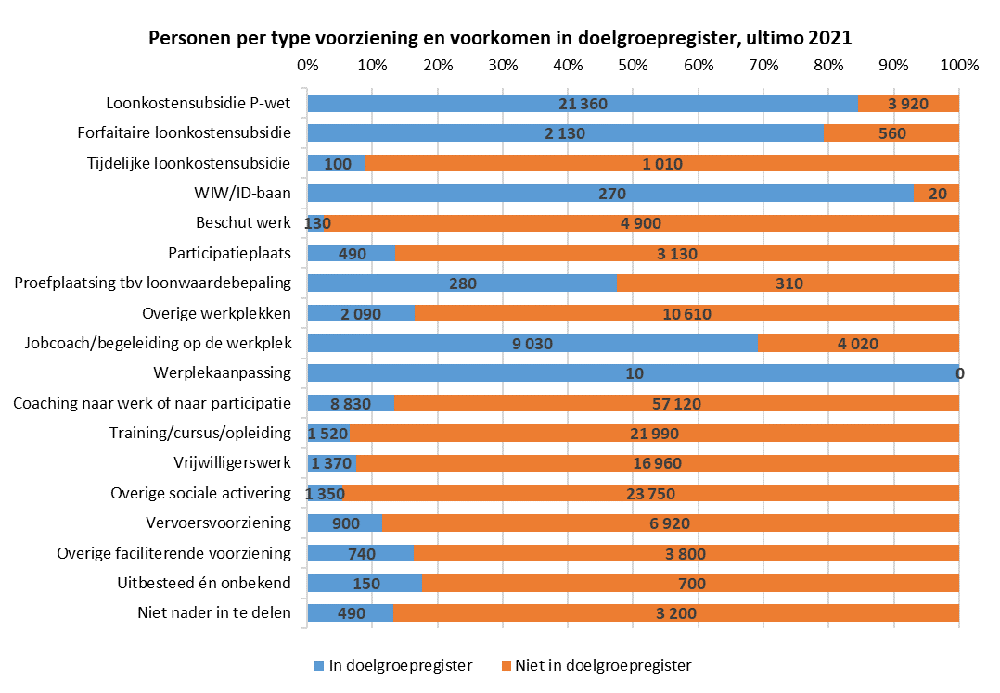 Personen per type voorziening en voorkomen in doelgroepregister, ultimo 2021
0% 10% 20% 30% 40% 50% 60% 70% 80% 90% 100%
Loonkostensubsidie P-wet 21 360 3 920
Forfaitaire loonkostensubsidie 2 130 560
Tijdelijke loonkostensubsidie 100 1 010
WIW/ID-baan 270 20
Beschut werk 130 4 900
Participatieplaats 490 3 130
Proefplaatsing tbv loonwaardebepaling 280 310
Overige werkplekken 2 090 10 610
Jobcoach/begeleiding op de werkplek 9 030 4 020
Werplekaanpassing 10 0
Coaching naar werk of naar participatie 8 830 57 120
Training/cursus/opleiding 1 520 21 990
Vrijwilligerswerk 1 370 16 960
Overige sociale activering 1 350 23 750
Vervoersvoorziening 900 6 920
Overige faciliterende voorziening 740 3 800
Uitbesteed én onbekend 150 700
Niet nader in te delen 490 3 200
In doelgroepregister Niet in doelgroepregister